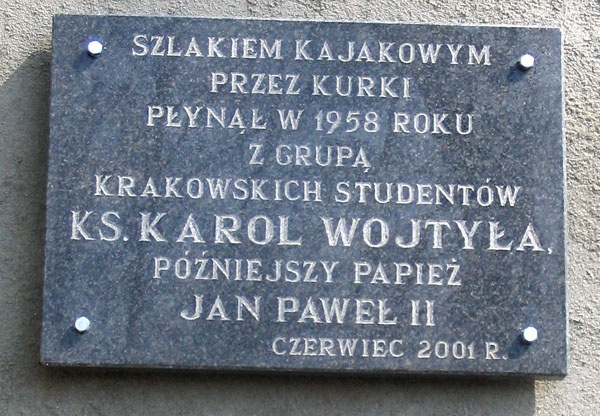 SZLAKIEM KAJAKOWYM
PRZEZ KURKI
PŁYNĄŁ W 1958 ROKU
Z GRUPĄ
KRAKOWSKICH STUDENTÓW
KS. KAROL WOJTYŁA,
PÓŹNIEJSZY PAPIEŻ
JAN PAWEŁ II
CZERWIEC 2001 R.